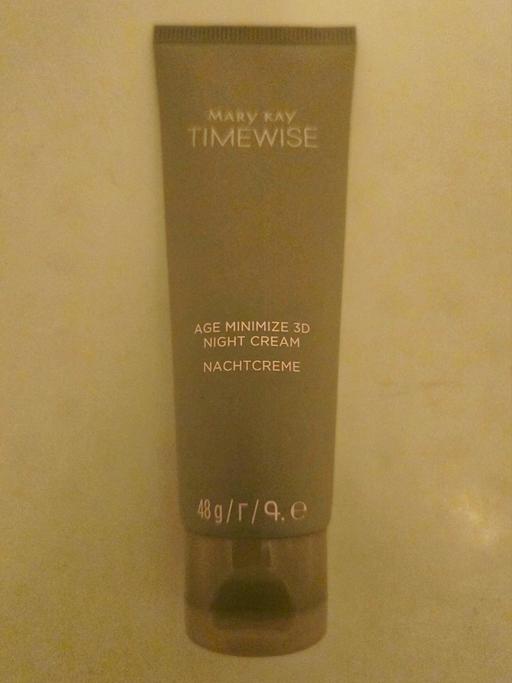 MARY KAY
TIMEWISE
AGE MINIMIZE 3D
NIGHT CREAM
NACHTCREME
48 g / г / գ. ℮